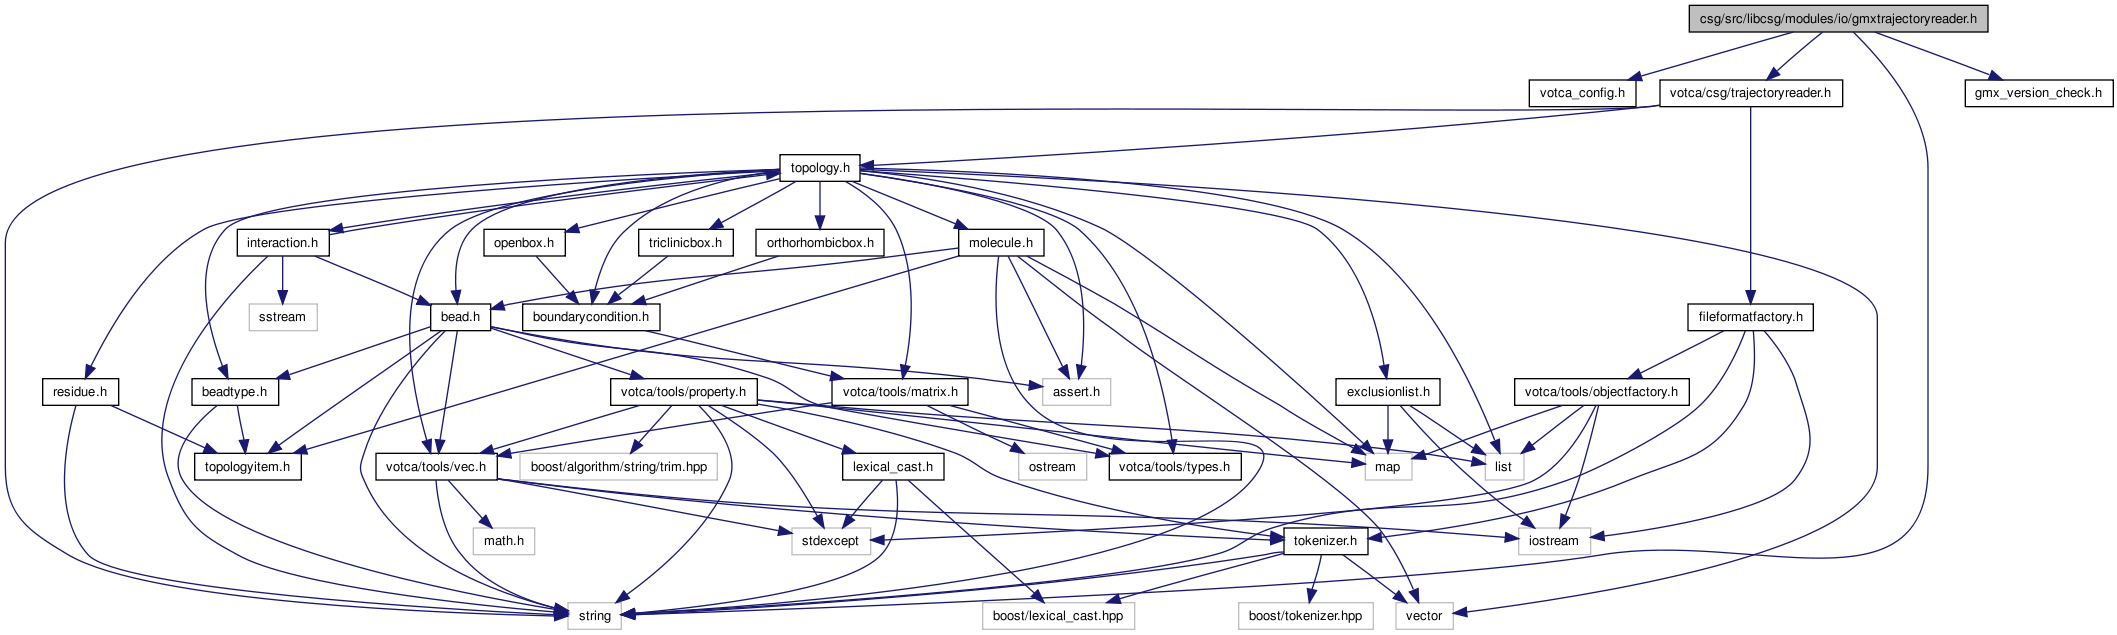 csg/src/libcsg/modules/io/gmxtrajectoryreader.h
votca_config.h
votca/csg/trajectoryreader.h
gmx_version_check.h
topology.h
interaction.h
openbox.h
triclinicbox.h
orthorhombicbox.h
molecule.h
sstream
bead.h
boundarycondition.h
fileformatfactory.h
residue.h
beadtype.h
votca/tools/property.h
votca/tools/matrix.h
assert.h
exclusionlist.h
votca/tools/objectfactory.h
topologyitem.h
votca/tools/vec.h
boost/algorithm/string/trim.hpp
lexical_cast.h
ostream
votca/tools/types.h
map
list
math.h
stdexcept
tokenizer.h
iostream
string
boost/lexical_cast.hpp
boost/tokenizer.hpp
vector